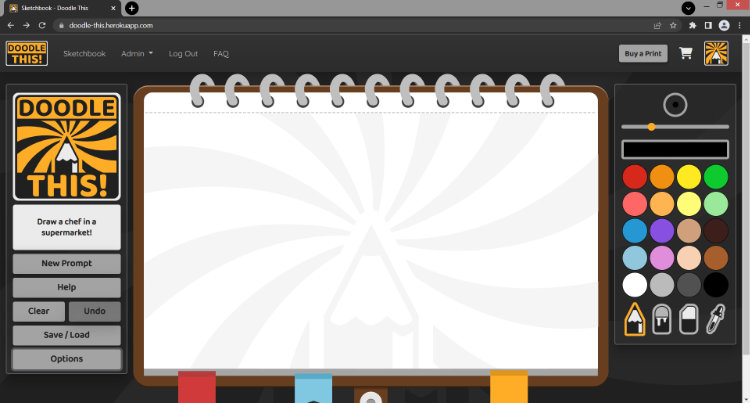 Sketchbook - Doodle This
doodle-this.herokuapp.com
DOODLE
THIS!
Sketchbook
Admin
Log Out
FAQ
Buy a Print
DOODLE
THIS!
Draw a chef in a
supermarket!
New Prompt
Help
Clear
Undo
Save / Load
Options